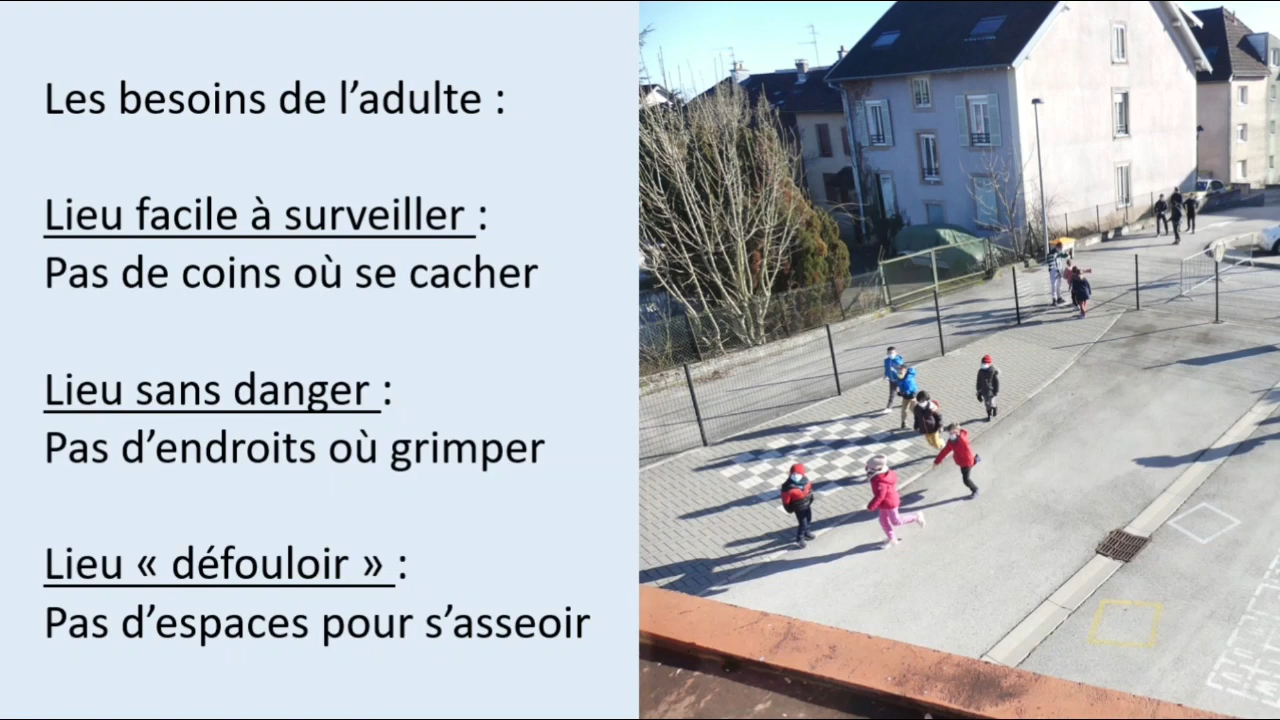 Les besoins de l’adulte :
Lieu facile à surveiller :
Pas de coins où se cacher
Lieu sans danger :
Pas d’endroits où grimper
Lieu « défouloir » :
Pas d’espaces pour s’asseoir